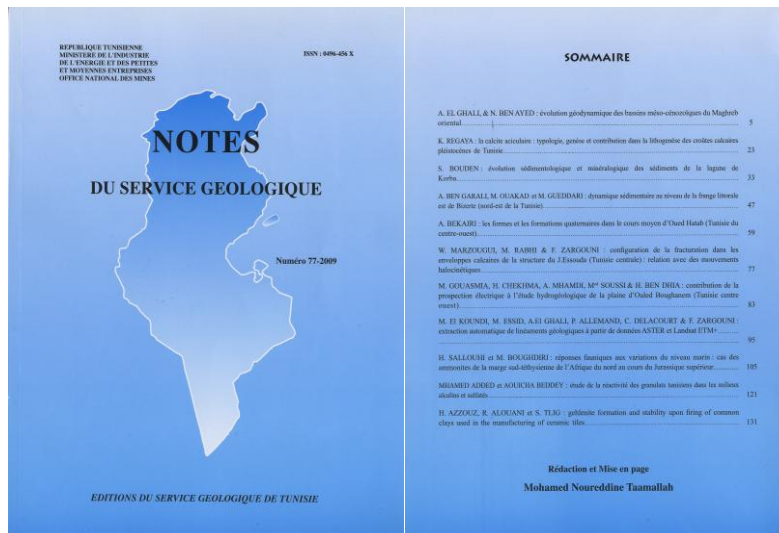 REPUBLIQUE TUNISIENNE
MINISTERE DE L'INDUSTRIE
DE L'ENERGIE ET DES PETITES
ET MOYENNES ENTREPRISES
OFFICE NATIONAL DES MINES
ISSN : 0496-456 X
NOTES
DU SERVICE GEOLOGIQUE
Numéro 77-2009
EDITIONS DU SERVICE GEOLOGIQUE DE TUNISIE
SOMMAIRE
A. EL GHALI, & N. BEN AYED : évolution géodynamique des bassins méso-cénozoïques du Maghreb
oriental 5
K. REGAYA : la calcite aciculaire : typologie, genèse et contribution dans la lithogenèse des croûtes calcaires
pléistocènes de Tunisie 23
S. BOUDEN : évolution sédimentologique et minéralogique des sédiments de la lagune de
Korba 33
A. BEN GARALI, M. OUAKAD et M. GUEDDARI : dynamique sédimentaire au niveau de la frange littorale
est de Bizerte (nord-est de la Tunisie) 47
A. BEKAIRI : les formes et les formations quaternaires dans le cours moyen d'Oued Hatab (Tunisie du
centre-ouest) 59
W. MARZOUGUI, M. RABHI & F. ZARGOUNI : configuration de la fracturation dans les
enveloppes calcaires de la structure du J.Essouda (Tunisie centrale) : relation avec des mouvements
halocinétiques 77
M. GOUASMIA, H. CHEKHMA, A. MHAMDI, Med SOUSSI & H. BEN DHIA : contribution de la
prospection électrique à l'étude hydrogéologique de la plaine d'Ouled Boughanem (Tunisie centre
ouest) 83
M. El KOUNDI, M. ESSID, A.El GHALI, P. ALLEMAND, C. DELACOURT & F. ZARGOUNI :
extraction automatique de linéaments géologiques à partir de données ASTER et Landsat ETM+
95
H. SALLOUHI et M. BOUGHDIRI : réponses fauniques aux variations du niveau marin : cas des
ammonites de la marge sud-téthysienne de l'Afrique du nord au cours du Jurassique supérieur 105
MHAMED ADDED et AOUICHA BEDDEY : étude de la réactivité des granulats tunisiens dans les milieux
alcalins et sulfatés 121
H. AZZOUZ, R. ALOUANI et S. TLIG : gehlenite formation and stability upon firing of common
clays used in the manufacturing of ceramic tiles 131
Rédaction et Mise en page
Mohamed Noureddine Taamallah